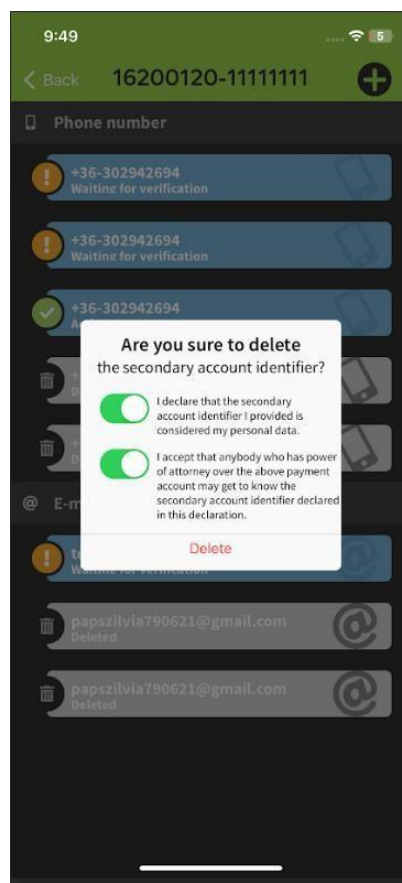 9:49
5
Back 16200120-11111111
Phone number
+36-302942694
Waiting for verification
+36-302942694
Waiting for verification
+36-302942694
Are you sure to delete
the secondary account identifier?
I declare that the secondary
account identifier I provided is
considered my personal data.
I accept that anybody who has power
of attorney over the above payment
account may get to know the
secondary account identifier declared
in this declaration.
Delete
@ E-m
Waiting for verification
papszilvia790621@gmail.com
Deleted
papszilvia790621@gmail.com
Deleted